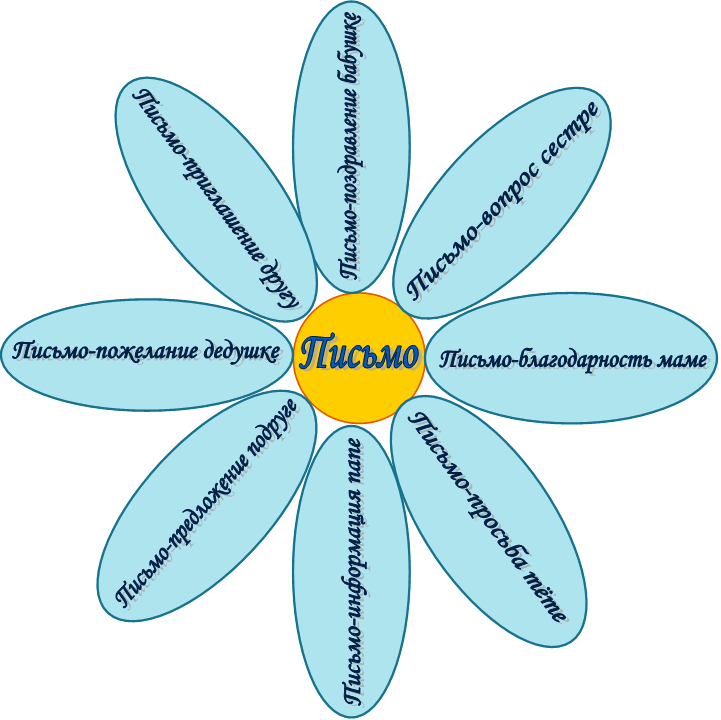 Письмо
Письмо-поздравление бабушке
Письмо-вопрос сестре
Письмо-благодарность маме
Письмо-просьба тёте
Письмо-информация папе
Письмо-предложение подруге
Письмо-пожелание дедушке
Письмо-приглашение другу